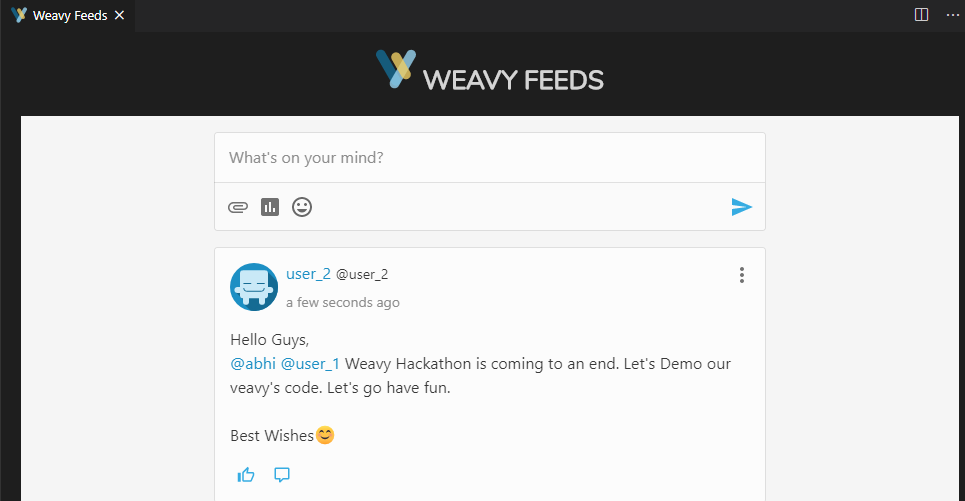 Weavy Feeds
WEAVY FEEDS
What's on your mind?
user_2 @user_2
a few seconds ago
Hello Guys,
@abhi @user_1 Weavy Hackathon is coming to an end. Let's Demo our
veavy's code. Let's go have fun.
Best Wishes😊